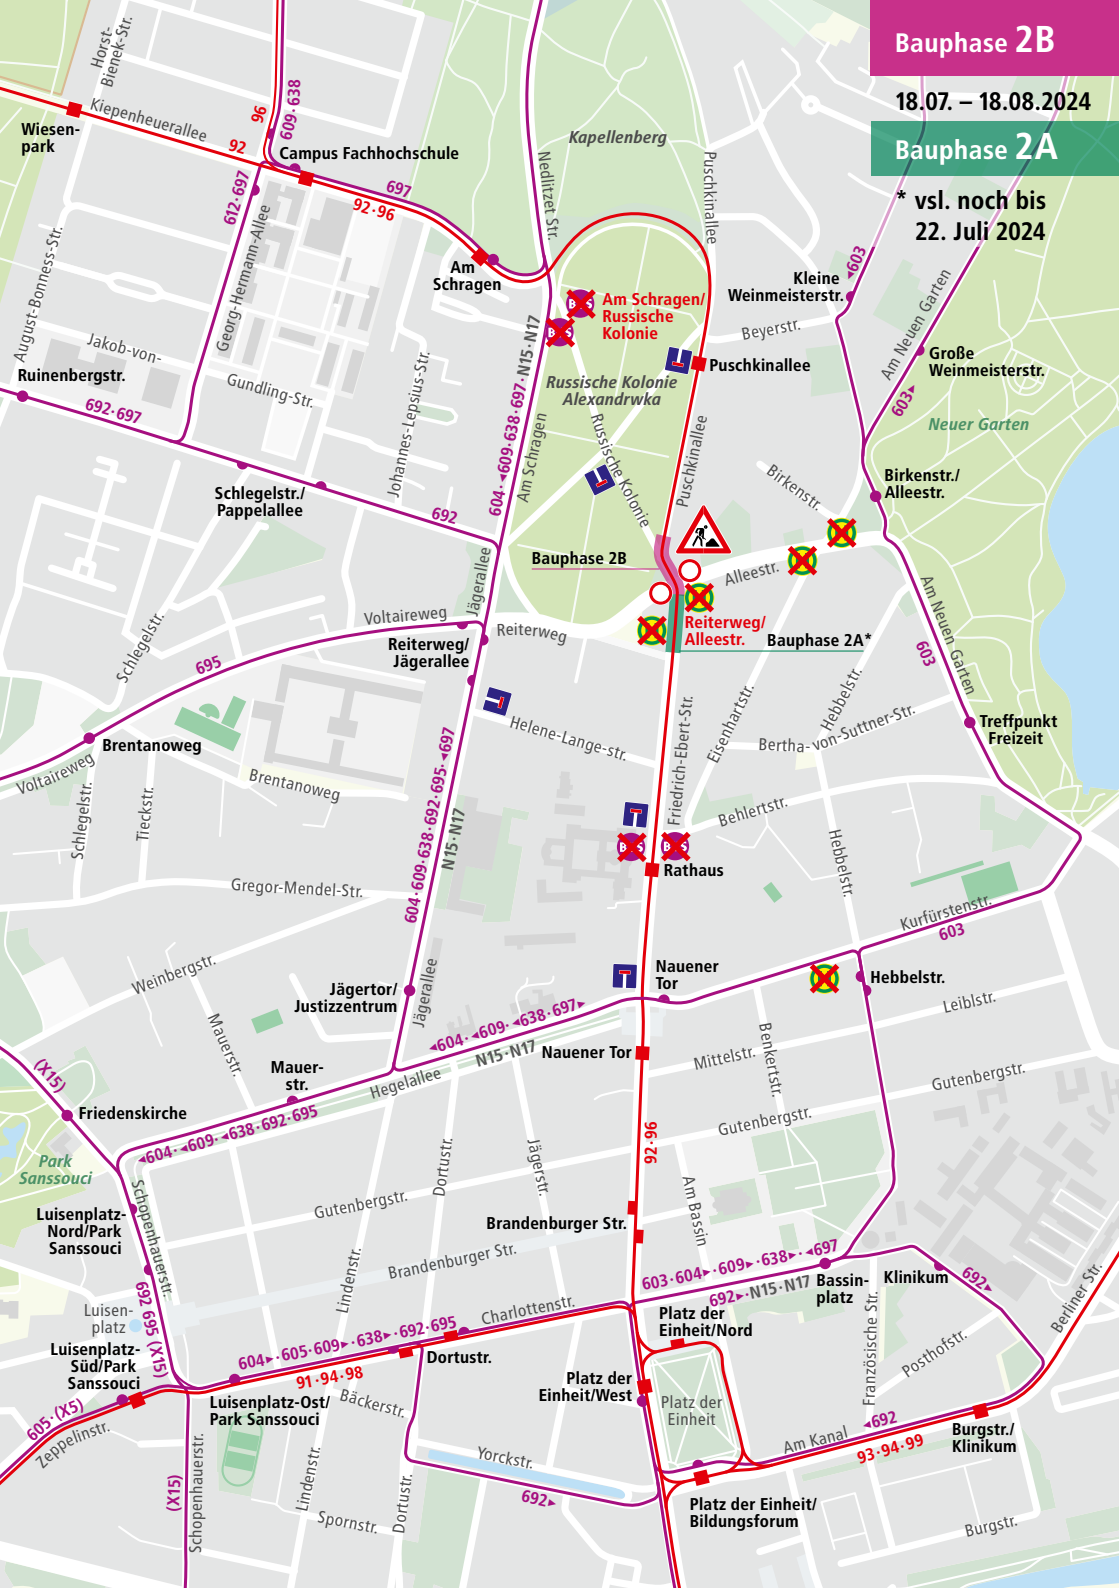 Bauphase 2B
18.07. – 18.08.2024
Bauphase 2A
* vsl. noch bis
22. Juli 2024
Horst-
Bienek-Str.
Kiepenheuerallee
Wiesen-
park
96
609·638
92
Campus Fachhochschule
697
92·96
612·697
Kapellenberg
Nedlitzer Str.
Puschkinallee
Am
Schragen
Georg-Hermann-Allee
August-Bonness-Str.
Jakob-von-
Gundling-Str.
Ruinenbergstr.
692·697
Johannes-Lepsius-Str.
Schlegelstr./
Pappelallee
692
604·◂609·638·697·N15·N17
Am Schragen
BUS
BUS
Am Schragen/
Russische
Kolonie
Russische Kolonie
Alexandrwka
Russische Kolonie
Puschkinallee
Puschkinallee
Kleine
Weinmeisterstr.
◂603
Beyerstr.
Am Neuen Garten
Große
Weinmeisterstr.
603▸
Neuer Garten
Birkenstr.
Birkenstr./
Alleestr.
Bauphase 2B
Alleestr.
Reiterweg/
Alleestr.
Bauphase 2A*
Am Neuen Garten
603
Treffpunkt
Freizeit
Jägerallee
Voltaireweg
Reiterweg
Reiterweg/
Jägerallee
Schlegelstr.
695
Brentanoweg
Voltaireweg
Schlegelstr.
Tieckstr.
Brentanoweg
604·609·638·692·695·◂697
N15·N17
Helene-Lange-str.
Friedrich-Ebert-Str.
Eisenhartstr.
Hebbelstr.
Bertha-von-Suttner-Str.
Behlertstr.
Hebbelstr.
BUS
BUS
Rathaus
Gregor-Mendel-Str.
Kurfürstenstr.
603
Weinbergstr.
Nauener
Tor
Hebbelstr.
Jägertor/
Justizzentrum
Jägerallee
Leiblstr.
Mauerstr.
◂604·◂609·◂638·697▸
N15·N17
Nauener Tor
Mittelstr.
Benkertstr.
Gutenbergstr.
Mauer-
str.
Hegelallee
(X15)
Friedenskirche
◂604·◂609·◂638·692·695
Gutenbergstr.
92·96
Park
Sanssouci
Dortustr.
Jägerstr.
Am Bassin
Schopenhauerstr.
Gutenbergstr.
Luisenplatz-
Nord/Park
Sanssouci
Brandenburger Str.
Brandenburger Str.
Lindenstr.
603·604▸·609▸·638▸·◂697
692▸·N15·N17
Bassin-
platz
Klinikum
692▸
Berliner Str.
692 695 (X15)
Luisen-
platz
Charlottenstr.
Platz der
Einheit/Nord
Französische Str.
Posthofstr.
Luisenplatz-
Süd/Park
Sanssouci
604▸·605·609▸·638▸·692·695
91·94·98
Dortustr.
Platz der
Einheit/West
Platz der
Einheit
605·(X5)
Zeppelinstr.
Luisenplatz-Ost/
Park Sanssouci
Bäckerstr.
Am Kanal
◂692
93·94·99
Burgstr./
Klinikum
Yorckstr.
692▸
(X15)
Schopenhauerstr.
Lindenstr.
Dortustr.
Spornstr.
Platz der Einheit/
Bildungsforum
Burgstr.